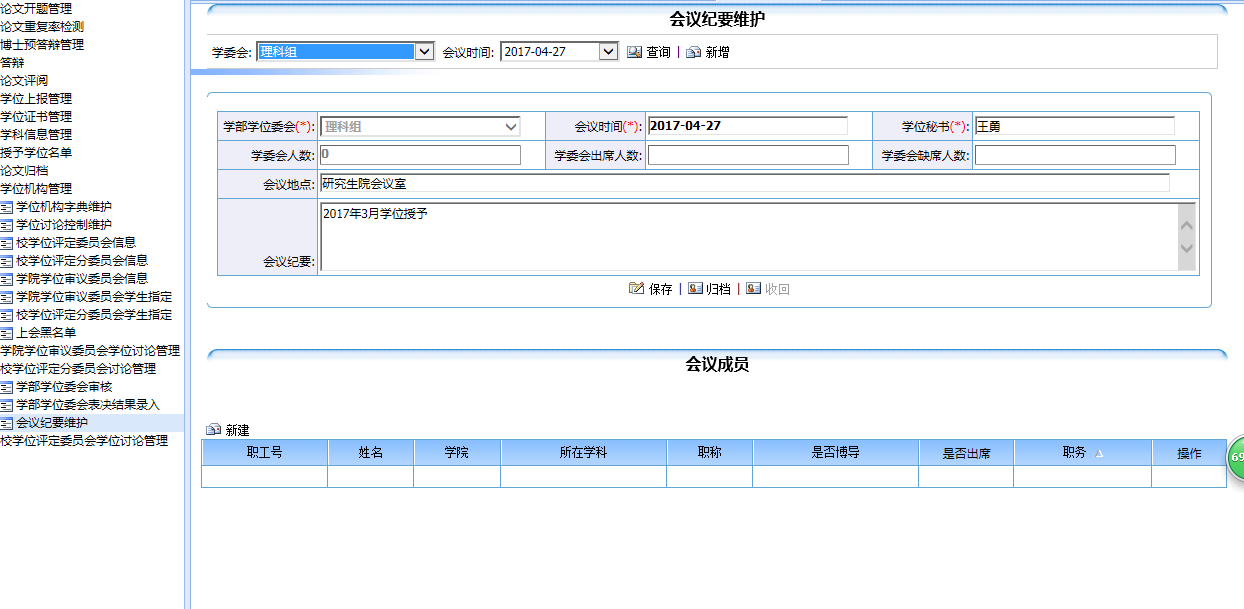 论文开题管理
论文重复率检测
博士预答辩管理
答辩
论文评阅
学位上报管理
学位证书管理
学科信息管理
授予学位名单
论文归档
学位机构管理
学位机构字典维护
学位讨论控制维护
校学位评定委员会信息
校学位评定分委员会信息
学院学位审议委员会信息
学院学位审议委员会学生指定
校学位评定分委员会学生指定
上会黑名单
学院学位审议委员会学位讨论管理
校学位评定分委员会讨论管理
学部学位委会审核
学部学位委会表决结果录入
会议纪要维护
校学位评定委员会学位讨论管理
会议纪要维护
学委会: 理科组 会议时间: 2017-04-27 查询 | 新增
学部学位委会(*): 理科组 会议时间(*): 2017-04-27 学位秘书(*): 王勇
学委会人数: 0 学委会出席人数: 学委会缺席人数:
会议地点: 研究生院会议室
会议纪要: 2017年3月学位授予
保存 | 归档 | 收回
会议成员
新建
职工号 姓名 学院 所在学科 职称 是否博导 是否出席 职务 操作
69